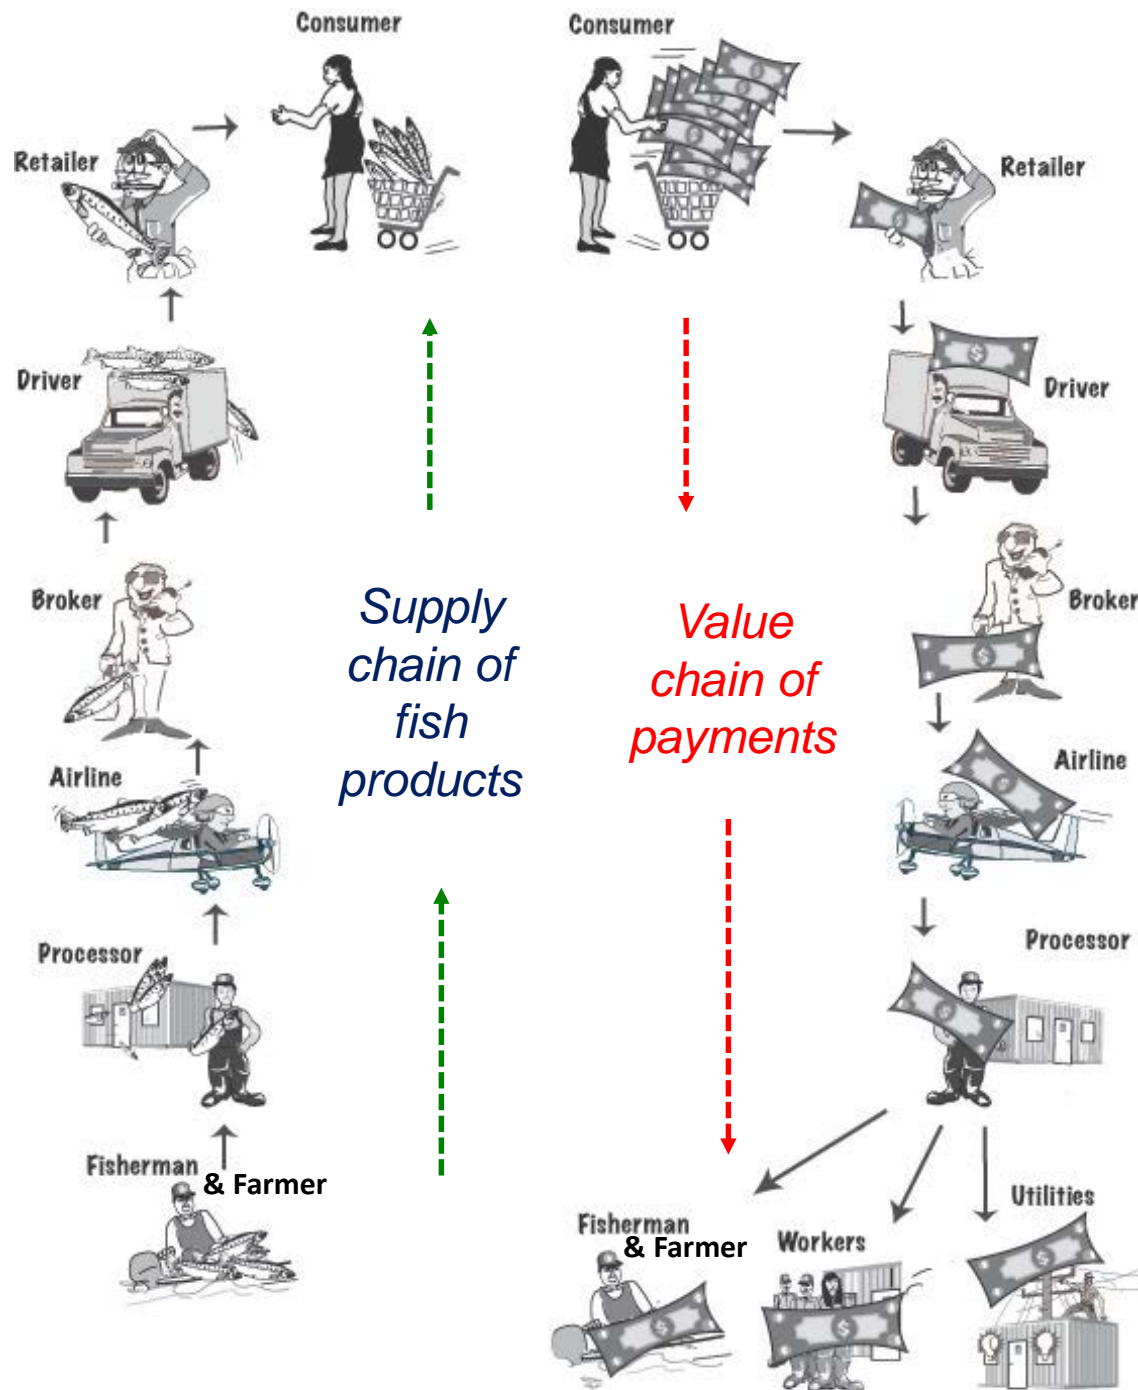 Consumer
Retailer
Driver
Broker
Airline
Processor
Fisherman & Farmer
Supply
chain of
fish
products
Consumer
Retailer
Driver
Broker
Airline
Processor
Fisherman & Farmer
Workers
Utilities
Value
chain of
payments